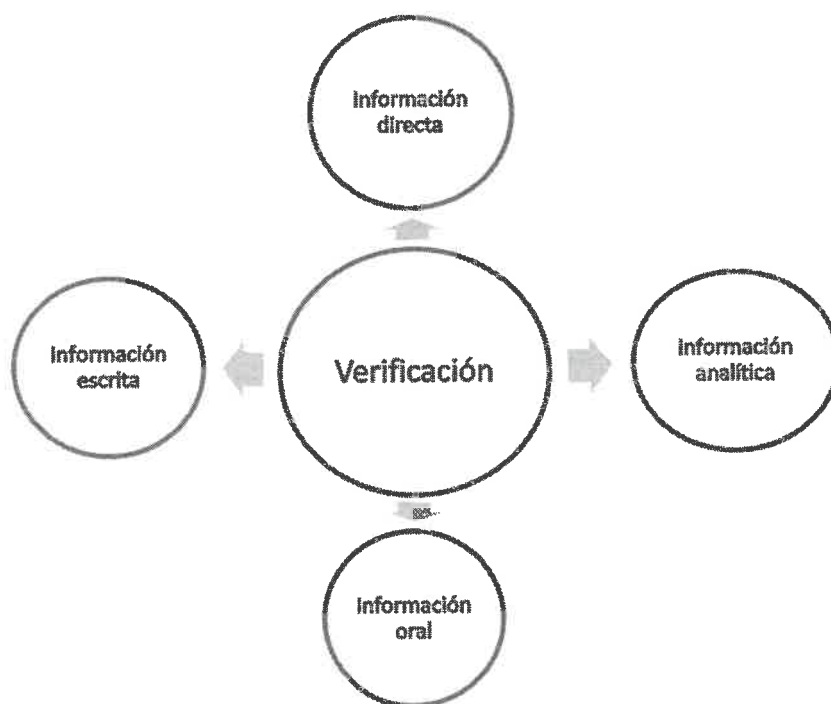 Información
directa
Información
escrita
Verificación
Información
analítica
Información
oral